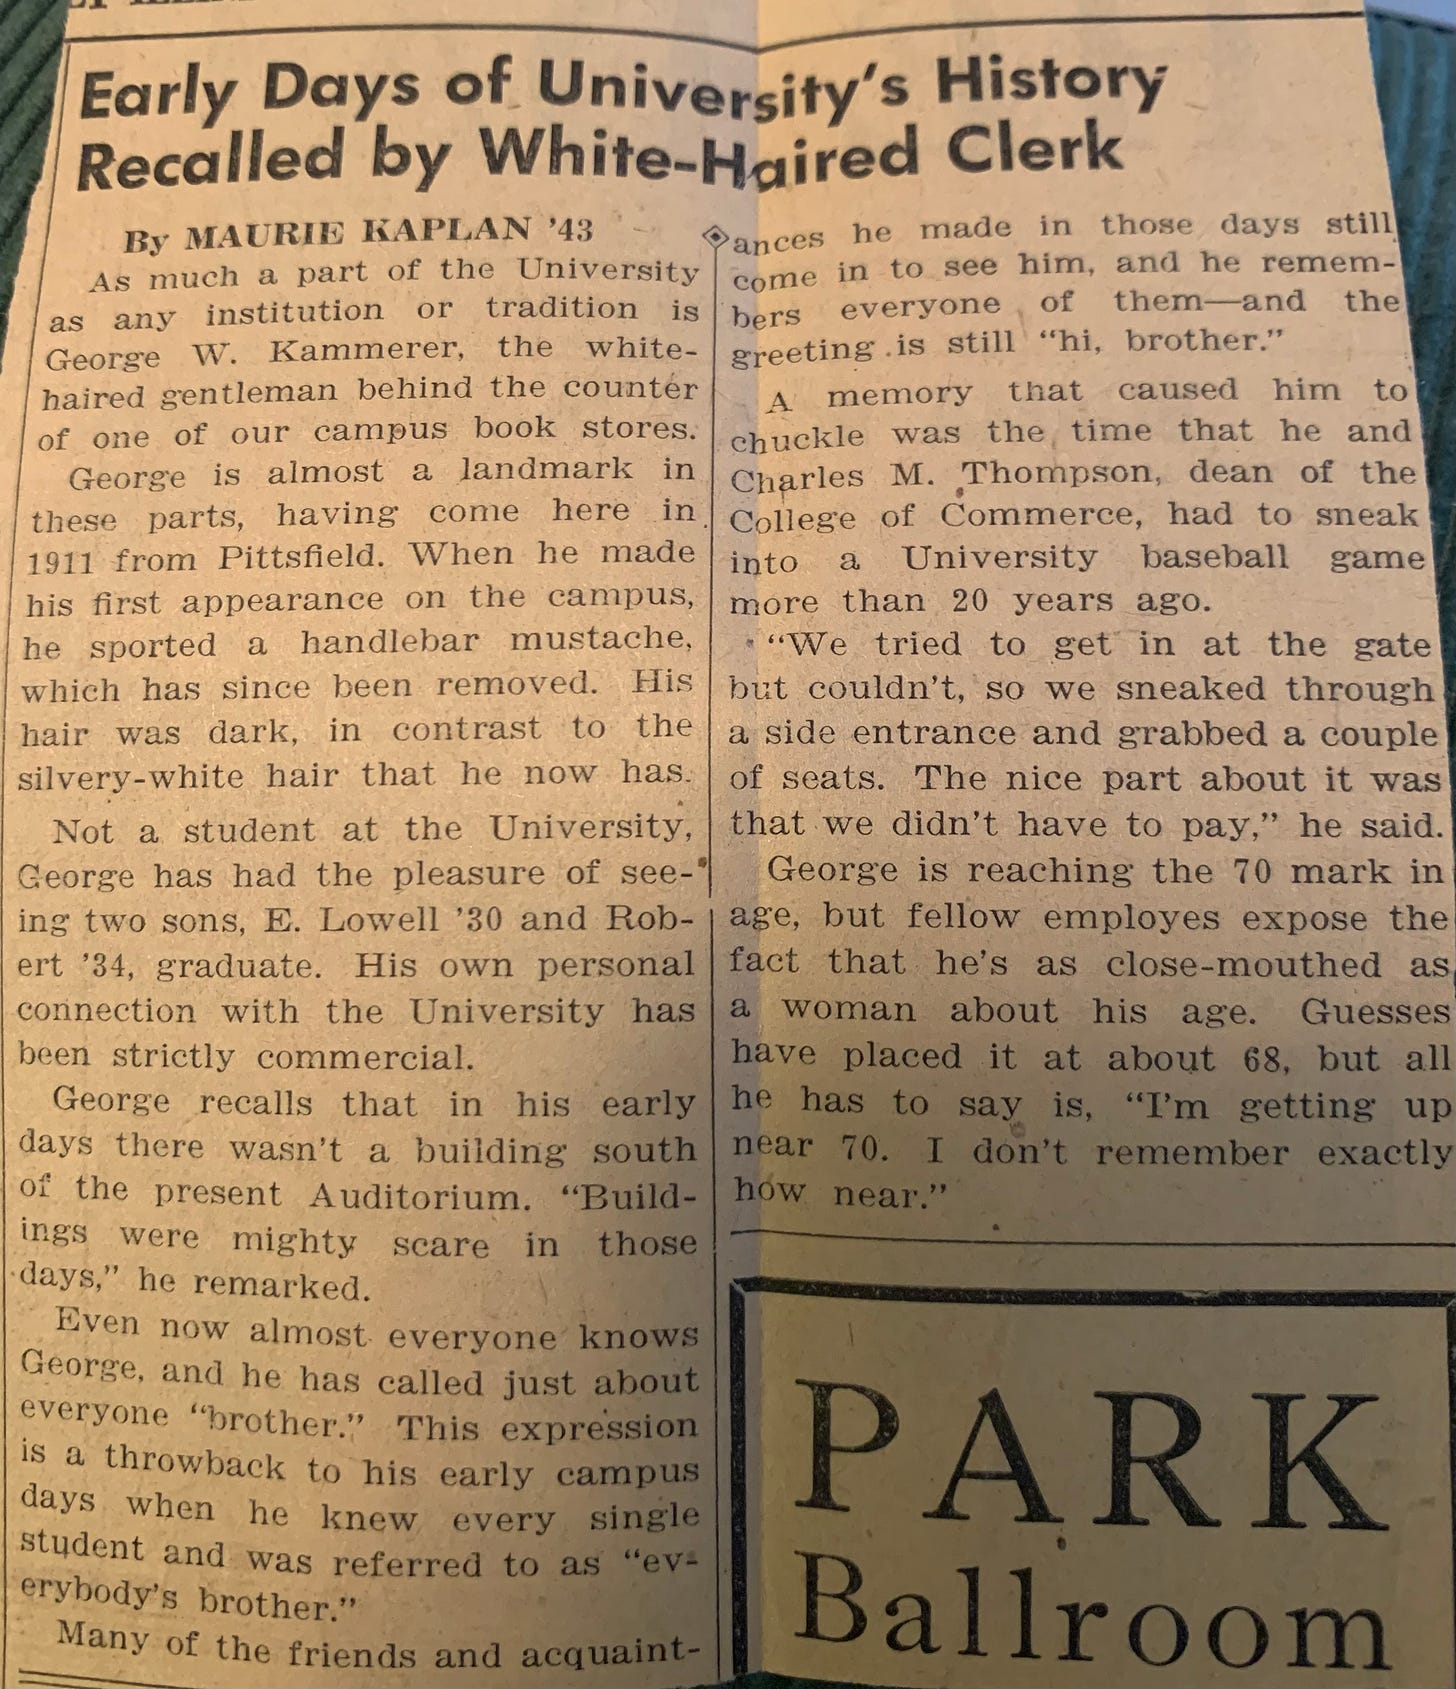 Early Days of University's History
Recalled by White-Haired Clerk
By MAURIE KAPLAN '43
As much a part of the University
as any institution or tradition is
George W. Kammerer, the white-
haired gentleman behind the counter
of one of our campus book stores.
George is almost a landmark in
these parts, having come here in
1911 from Pittsfield. When he made
his first appearance on the campus,
he sported a handlebar mustache,
which has since been removed. His
hair was dark, in contrast to the
silvery-white hair that he now has.
Not a student at the University,
George has had the pleasure of see-
ing two sons, E. Lowell '30 and Rob-
ert '34, graduate. His own personal
connection with the University has
been strictly commercial.
George recalls that in his early
days there wasn't a building south
of the present Auditorium. "Build-
ings were mighty scare in those
days," he remarked.
Even now almost everyone knows
George, and he has called just about
everyone "brother." This expression
is a throwback to his early campus
days when he knew every single
student and was referred to as "ev-
erybody's brother."
Many of the friends and acquaint-
ances he made in those days still
come in to see him, and he remem-
bers everyone of them—and the
greeting is still "hi, brother."
A memory that caused him to
chuckle was the time that he and
Charles M. Thompson, dean of the
College of Commerce, had to sneak
into a University baseball game
more than 20 years ago.
"We tried to get in at the gate
but couldn't, so we sneaked through
a side entrance and grabbed a couple
of seats. The nice part about it was
that we didn't have to pay," he said.
George is reaching the 70 mark in
age, but fellow employes expose the
fact that he's as close-mouthed as
a woman about his age. Guesses
have placed it at about 68, but all
he has to say is, "I'm getting up
near 70. I don't remember exactly
how near."
PARK
Ballroom